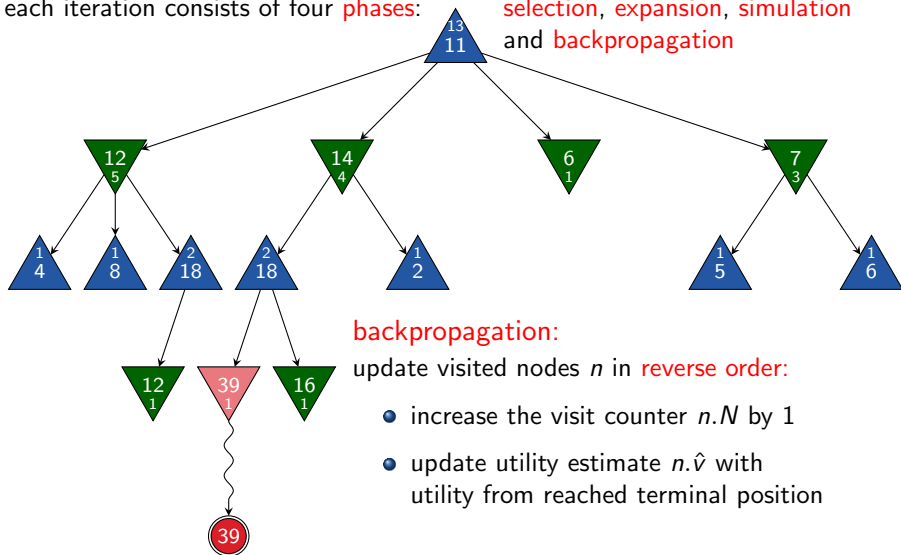 each iteration consists of four phases: selection, expansion, simulation
and backpropagation
13
11
12 14 6 7
5 4 1 3
1 1 2 2 1 1 1
4 8 18 18 2 5 6
backpropagation:
update visited nodes n in reverse order:
12 39 16
1 1 1
increase the visit counter n.N by 1
update utility estimate n.v̂ with
utility from reached terminal position
39